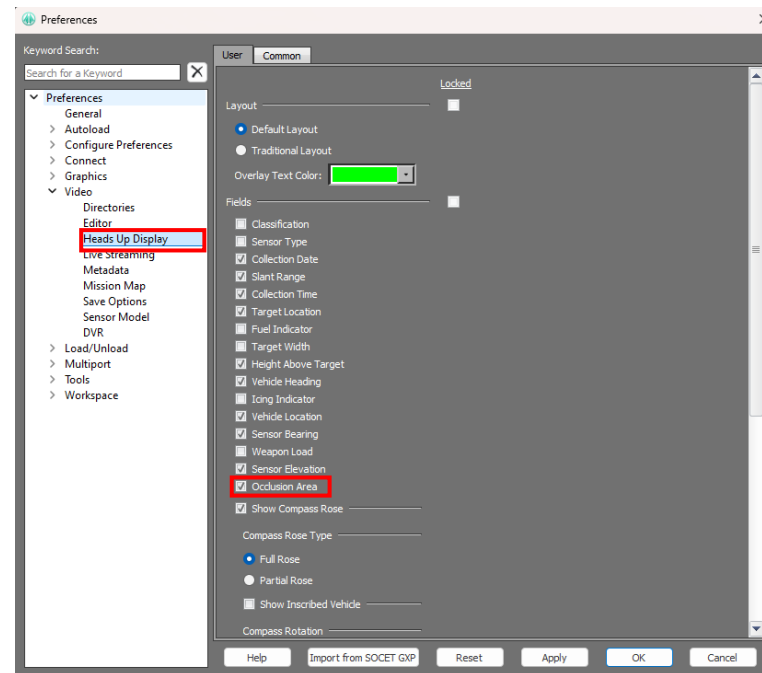 Preferences
Keyword Search:
Search for a Keyword
Preferences
General
Autoload
Configure Preferences
Connect
Graphics
Video
Directories
Editor
Heads Up Display
Live Streaming
Metadata
Mission Map
Save Options
Sensor Model
DVR
Load/Unload
Multiport
Tools
Workspace
User Common
Locked
Layout
Default Layout
Traditional Layout
Overlay Text Color:
Fields
Classification
Sensor Type
Collection Date
Slant Range
Collection Time
Target Location
Fuel Indicator
Target Width
Height Above Target
Vehicle Heading
Icing Indicator
Vehicle Location
Sensor Bearing
Weapon Load
Sensor Elevation
Occlusion Area
Show Compass Rose
Compass Rose Type
Full Rose
Partial Rose
Show Inscribed Vehicle
Compass Rotation
Help Import from SOCET GXP Reset Apply OK Cancel